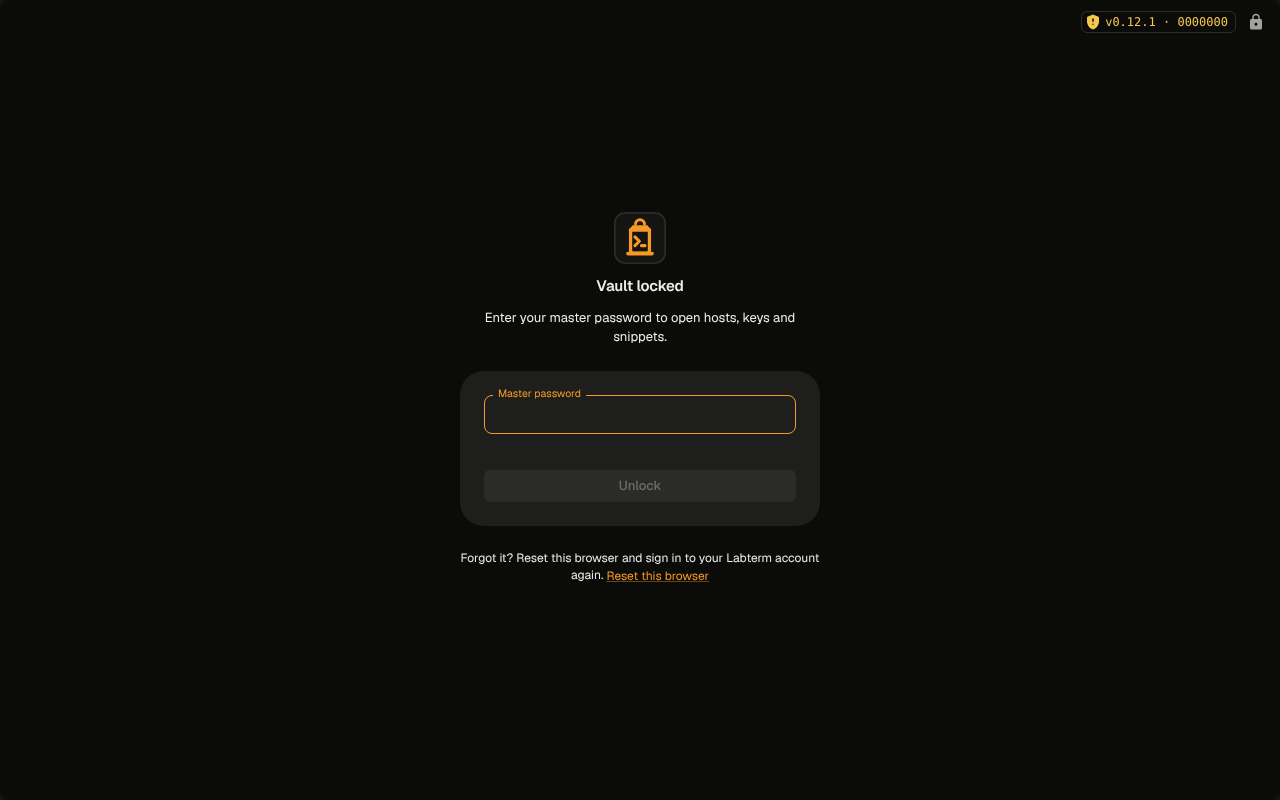 v0.12.1 · 0000000
Vault locked
Enter your master password to open hosts, keys and
snippets.
Master password
Unlock
Forgot it? Reset this browser and sign in to your Labterm account
again. Reset this browser